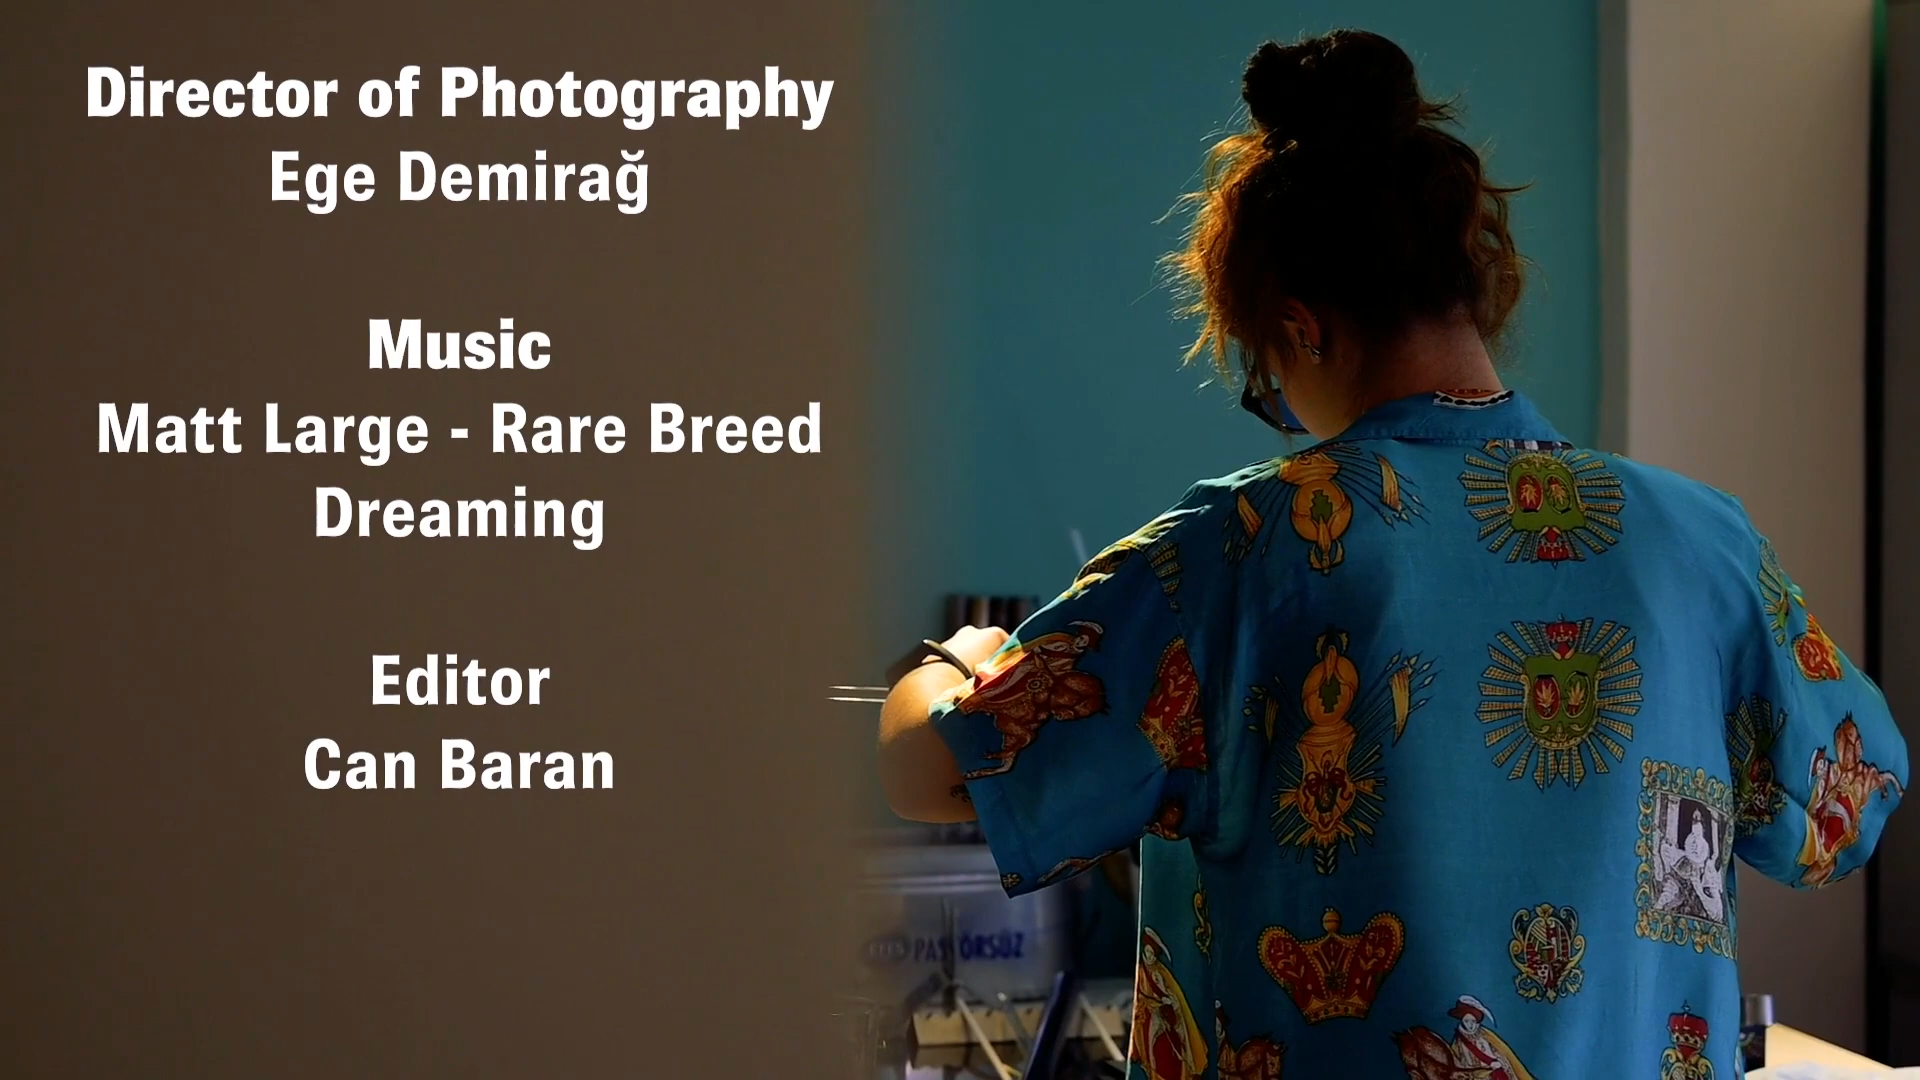 Director of Photography
Ege Demirağ
Music
Matt Large - Rare Breed
Dreaming
Editor
Can Baran